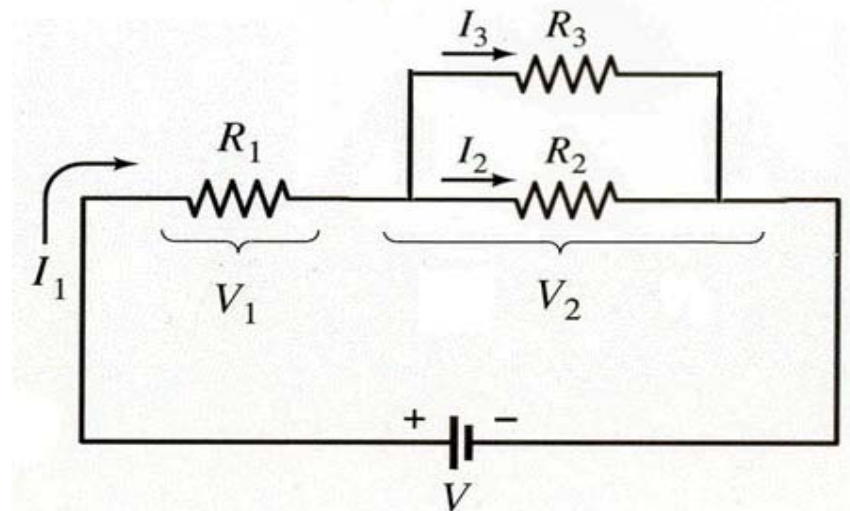 I₃ R₃
R₁ I₂ R₂
I₁ V₁ V₂
+ −
V